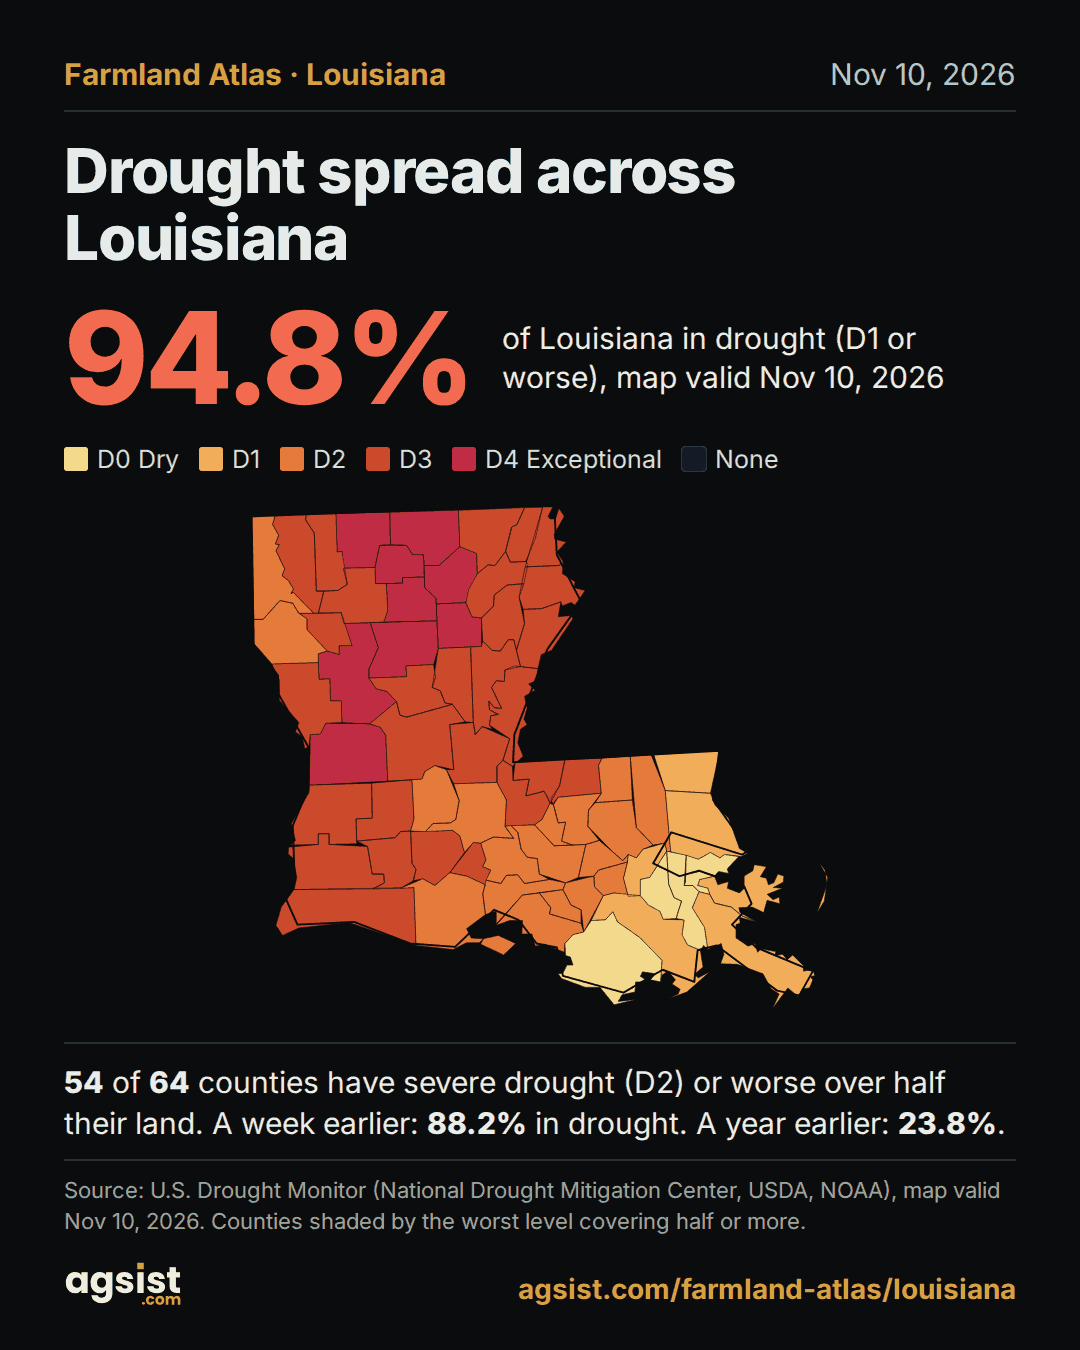 Farmland Atlas · Louisiana
Nov 10, 2026
Drought spread across
Louisiana
94.8%
of Louisiana in drought (D1 or
worse), map valid Nov 10, 2026
D0 Dry D1 D2 D3 D4 Exceptional None
54 of 64 counties have severe drought (D2) or worse over half
their land. A week earlier: 88.2% in drought. A year earlier: 23.8%.
Source: U.S. Drought Monitor (National Drought Mitigation Center, USDA, NOAA), map valid
Nov 10, 2026. Counties shaded by the worst level covering half or more.
agsist
.com
agsist.com/farmland-atlas/louisiana